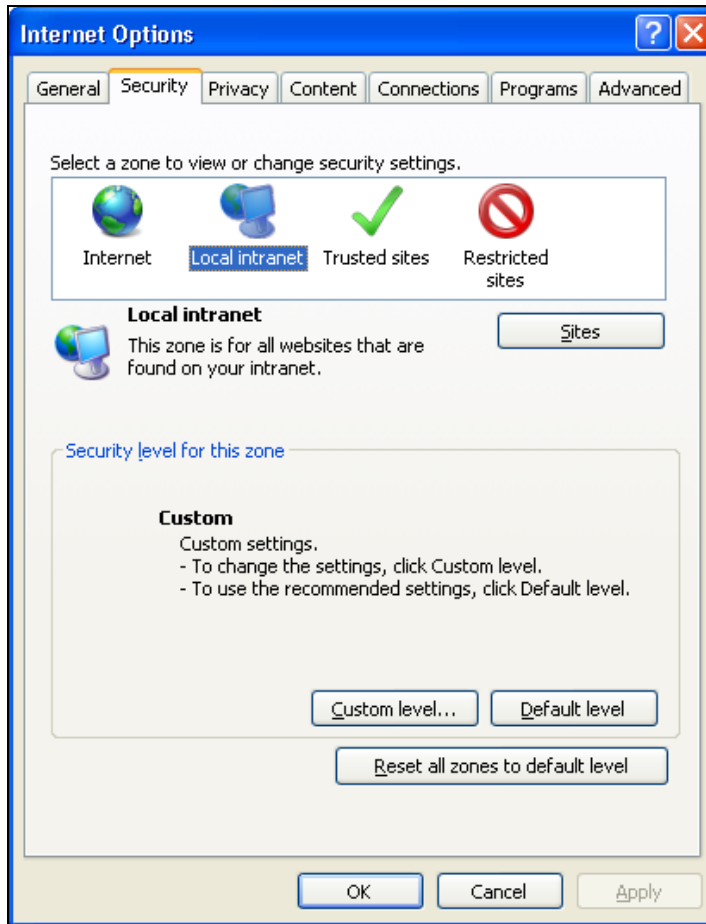 Internet Options
General Security Privacy Content Connections Programs Advanced
Select a zone to view or change security settings.
Internet Local intranet Trusted sites Restricted
sites
Local intranet
Sites
This zone is for all websites that are
found on your intranet.
Security level for this zone
Custom
Custom settings.
- To change the settings, click Custom level.
- To use the recommended settings, click Default level.
Custom level... Default level
Reset all zones to default level
OK Cancel Apply